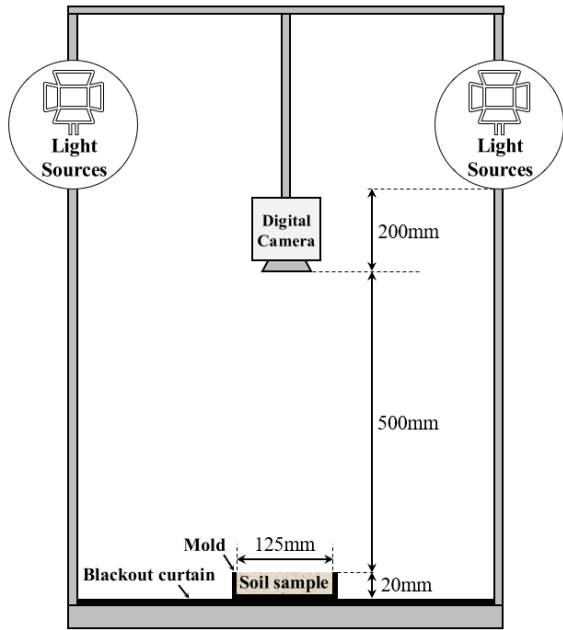 Light
Sources
Light
Sources
Digital
Camera
200mm
500mm
Mold
125mm
Blackout curtain
Soil sample
20mm